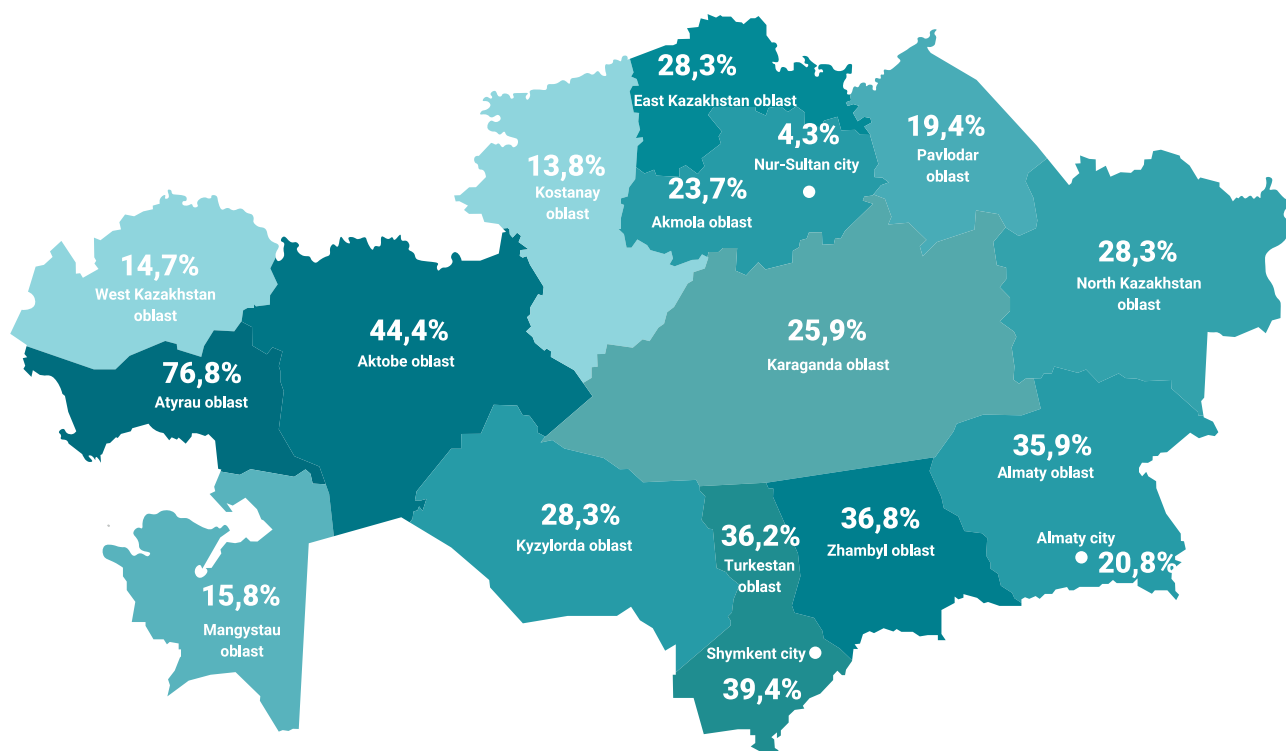 28,3%
East Kazakhstan oblast
4,3%
Nur-Sultan city
19,4%
Pavlodar
oblast
13,8%
Kostanay
oblast
23,7%
Akmola oblast
14,7%
West Kazakhstan
oblast
28,3%
North Kazakhstan
oblast
44,4%
Aktobe oblast
25,9%
Karaganda oblast
76,8%
Atyrau oblast
35,9%
Almaty oblast
28,3%
Kyzylorda oblast
36,2%
Turkestan
oblast
36,8%
Zhambyl oblast
Almaty city
20,8%
15,8%
Mangystau
oblast
Shymkent city
39,4%